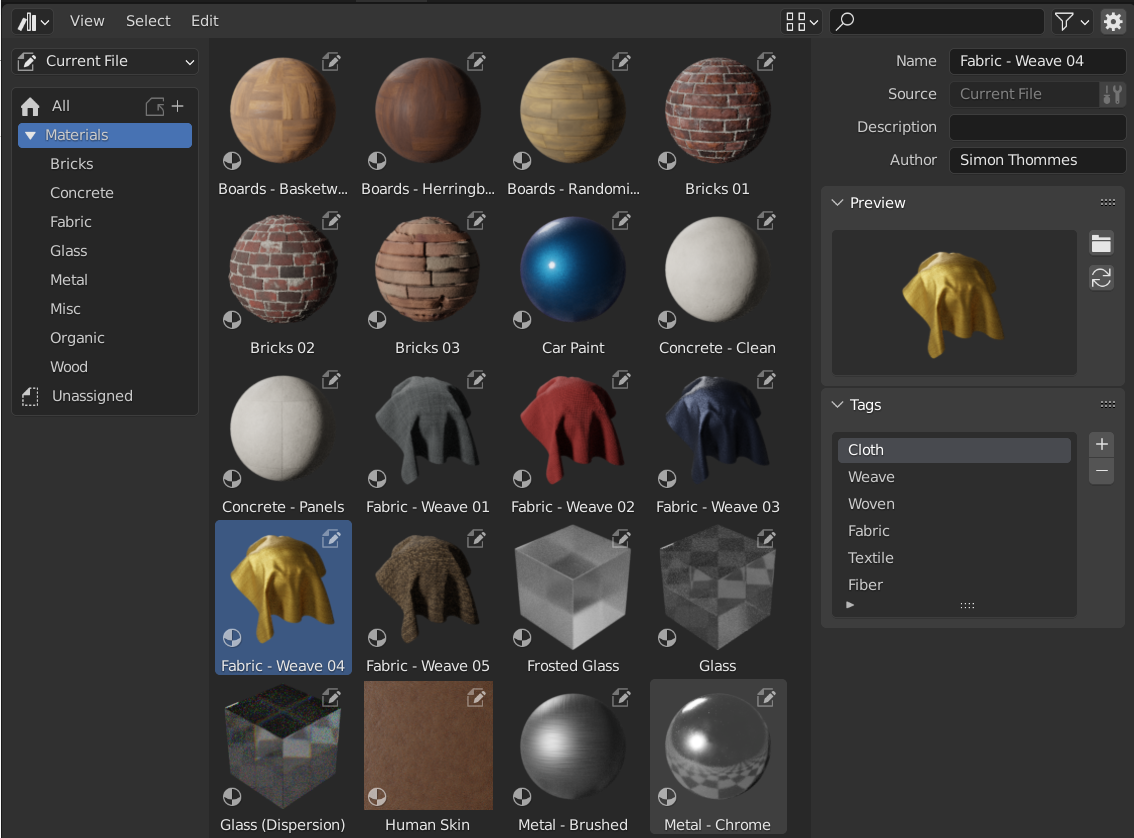 View Select Edit
Current File
All
Materials
Bricks
Concrete
Fabric
Glass
Metal
Misc
Organic
Wood
Unassigned
Boards - Basketw... Boards - Herringb... Boards - Randomi... Bricks 01
Bricks 02 Bricks 03 Car Paint Concrete - Clean
Concrete - Panels Fabric - Weave 01 Fabric - Weave 02 Fabric - Weave 03
Fabric - Weave 04 Fabric - Weave 05 Frosted Glass Glass
Glass (Dispersion) Human Skin Metal - Brushed Metal - Chrome
Name Fabric - Weave 04
Source Current File
Description
Author Simon Thommes
Preview
Tags
Cloth
Weave
Woven
Fabric
Textile
Fiber